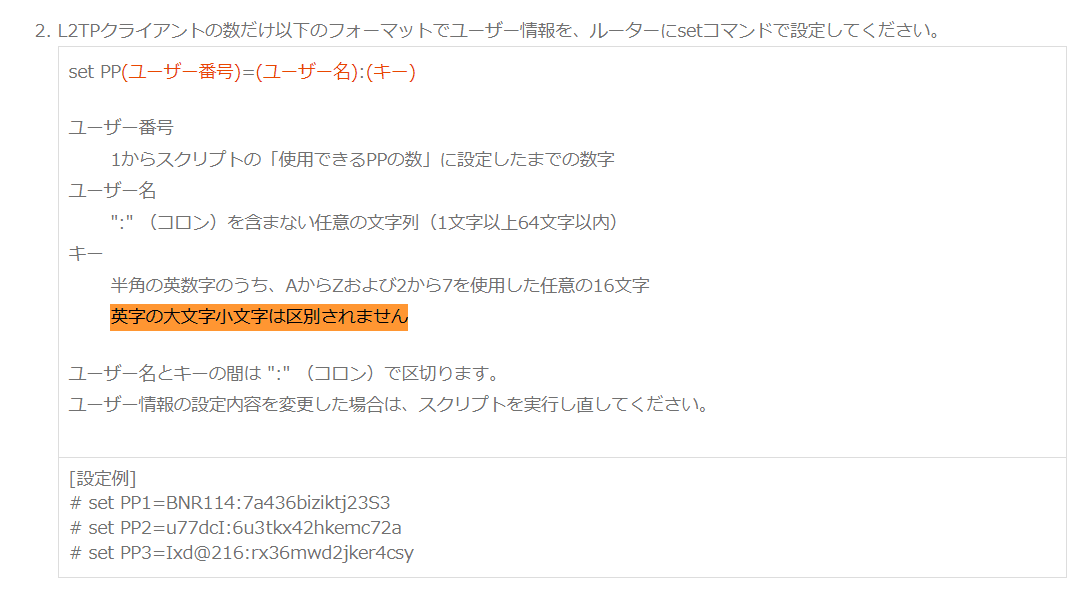 2. L2TPクライアントの数だけ以下のフォーマットでユーザー情報を、ルーターにsetコマンドで設定してください。
set PP(ユーザー番号)=(ユーザー名):(キー)
ユーザー番号
1からスクリプトの「使用できるPPの数」に設定したまでの数字
ユーザー名
":" （コロン）を含まない任意の文字列（1文字以上64文字以内）
キー
半角の英数字のうち、AからZおよび2から7を使用した任意の16文字
英字の大文字小文字は区別されません
ユーザー名とキーの間は ":" （コロン）で区切ります。
ユーザー情報の設定内容を変更した場合は、スクリプトを実行し直してください。
[設定例]
# set PP1=BNR114:7a436biziktj23S3
# set PP2=u77dcI:6u3tkx42hkemc72a
# set PP3=Ixd@216:rx36mwd2jker4csy